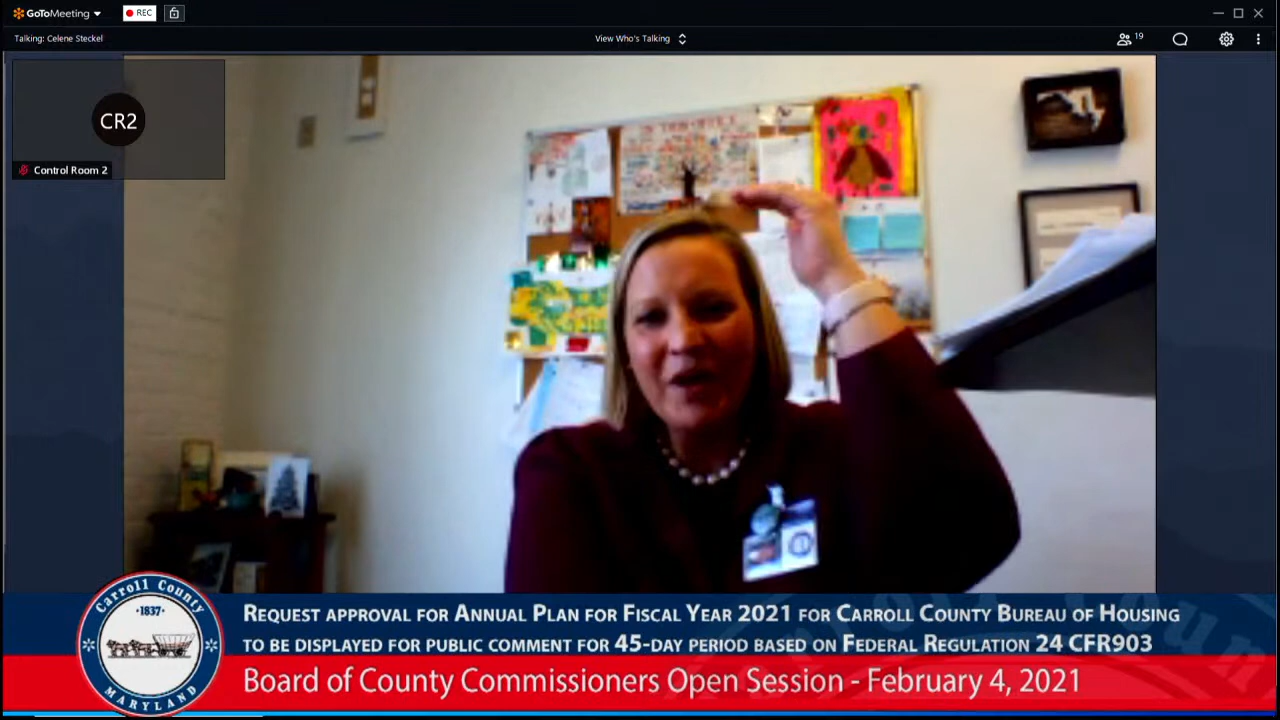 GoToMeeting
REC
Talking: Celene Steckel
View Who's Talking
19
CR2
Control Room 2
Carroll County
1837
MARYLAND
REQUEST APPROVAL FOR ANNUAL PLAN FOR FISCAL YEAR 2021 FOR CARROLL COUNTY BUREAU OF HOUSING
TO BE DISPLAYED FOR PUBLIC COMMENT FOR 45-DAY PERIOD BASED ON FEDERAL REGULATION 24 CFR903
Board of County Commissioners Open Session - February 4, 2021